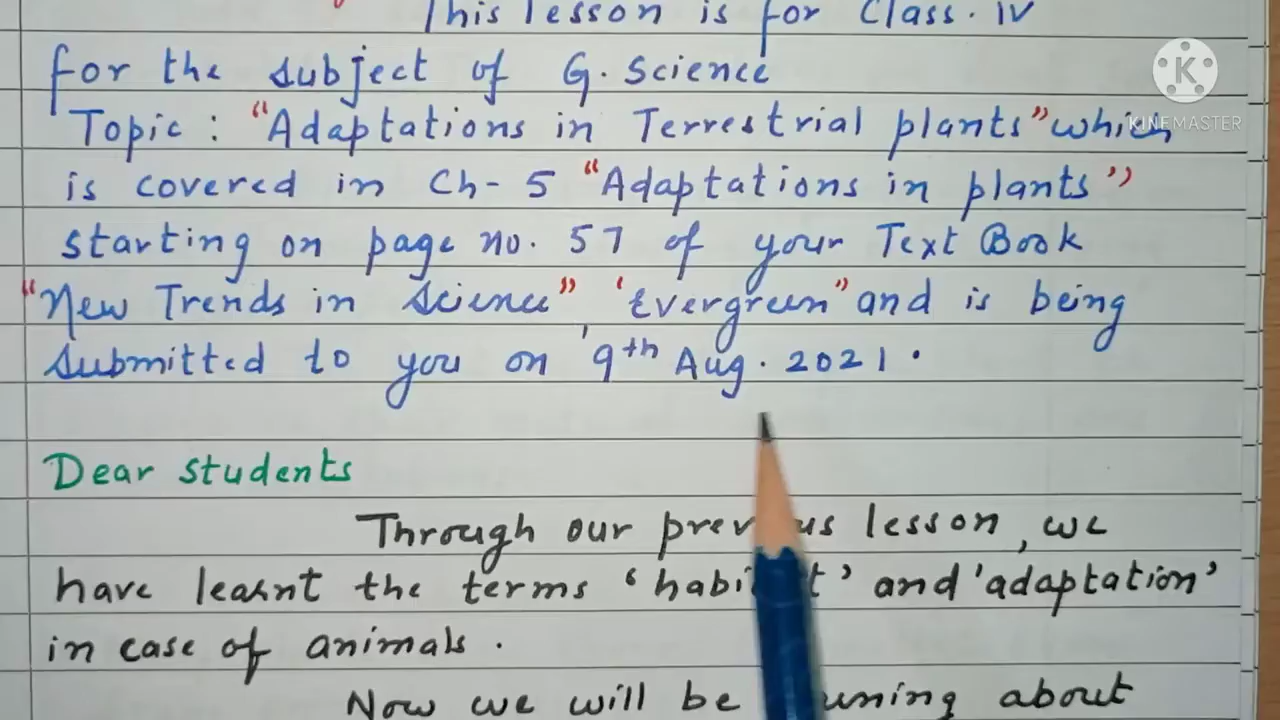 This lesson is for Class. IV
for the subject of G. Science
Topic : "Adaptations in Terrestrial plants" which
is covered in Ch-5 "Adaptations in plants"
starting on page no. 57 of your Text Book
"New Trends in Science", 'Evergreen" and is being
submitted to you on 9th Aug. 2021.
Dear students
Through our previous lesson, we
have learnt the terms 'habitat' and 'adaptation'
in case of animals.
Now we will be about
KINEMASTER